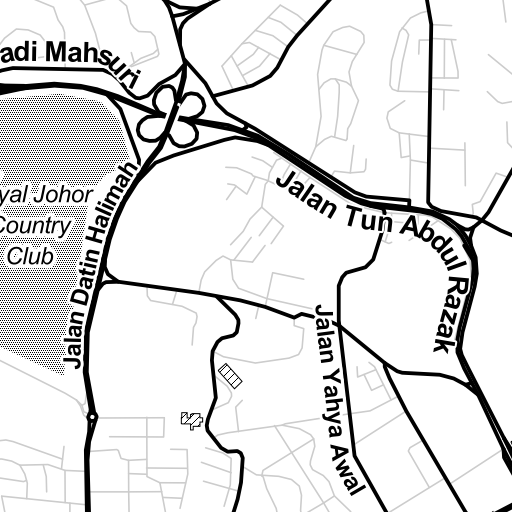 adi Mahsuri
yal Johor
Country
Club
Jalan Datin Halimah
Jalan Tun Abdul Razak
Jalan Yahya Awal